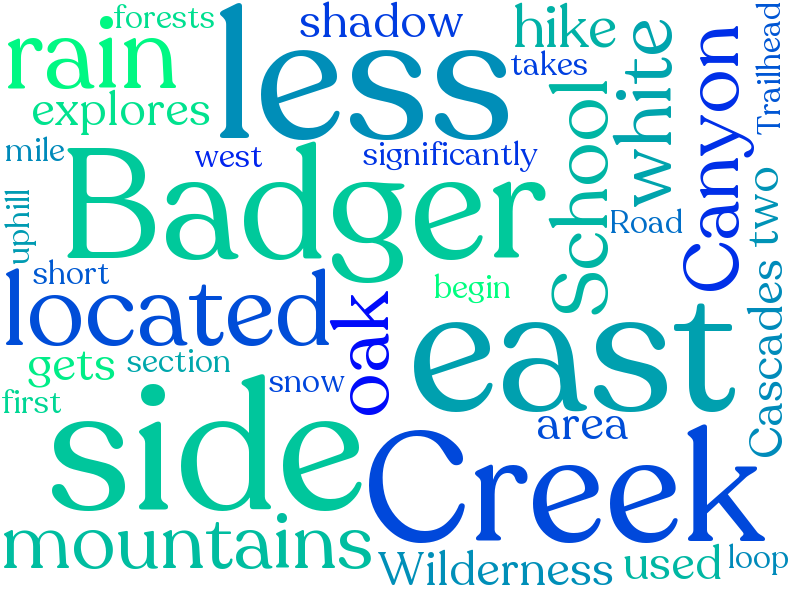 forests
shadow
hike
Trailhead
rain
less
takes
white
Canyon
explores
School
mile
west
significantly
Badger
uphill
Road
two
short
begin
located
oak
east
Cascades
gets
section
snow
first
side
area
Creek
mountains
Wilderness
used
loop